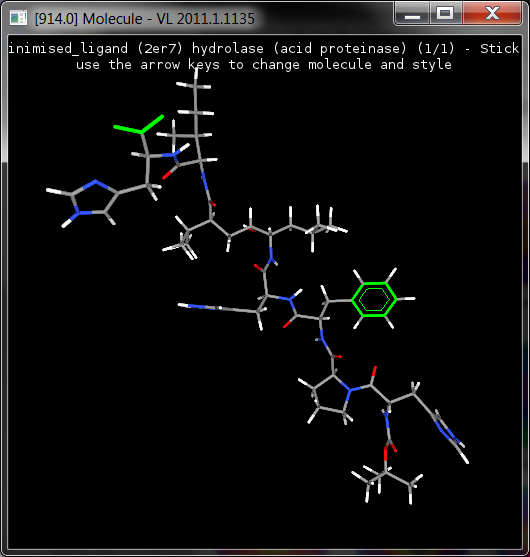 [914.0] Molecule - VL 2011.1.1135
inimised_ligand (2er7) hydrolase (acid proteinase) (1/1) - Stick
use the arrow keys to change molecule and style